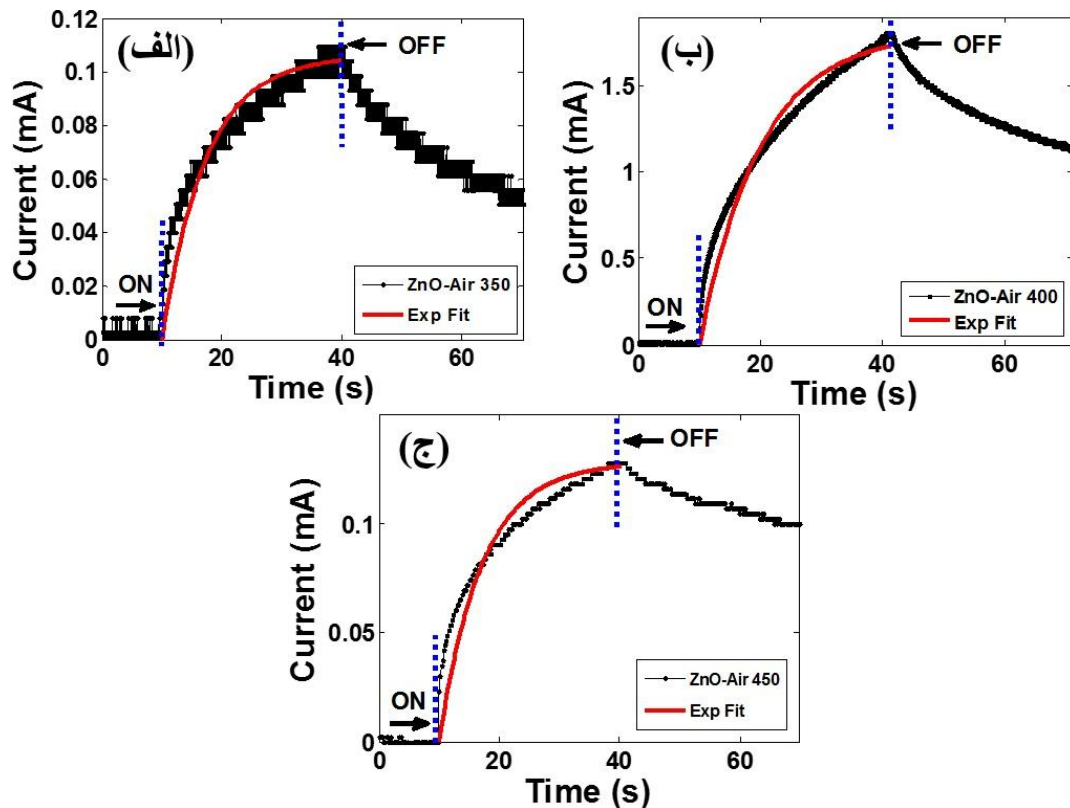 (الف)
0.12
0.1
0.08
0.06
0.04
0.02
0
Current (mA)
OFF
ON
ZnO-Air 350
Exp Fit
0 20 40 60
Time (s)
(ب)
1.5
1
0.5
0
Current (mA)
OFF
ON
ZnO-Air 400
Exp Fit
0 20 40 60
Time (s)
(ج)
0.1
0.05
0
Current (mA)
OFF
ON
ZnO-Air 450
Exp Fit
0 20 40 60
Time (s)